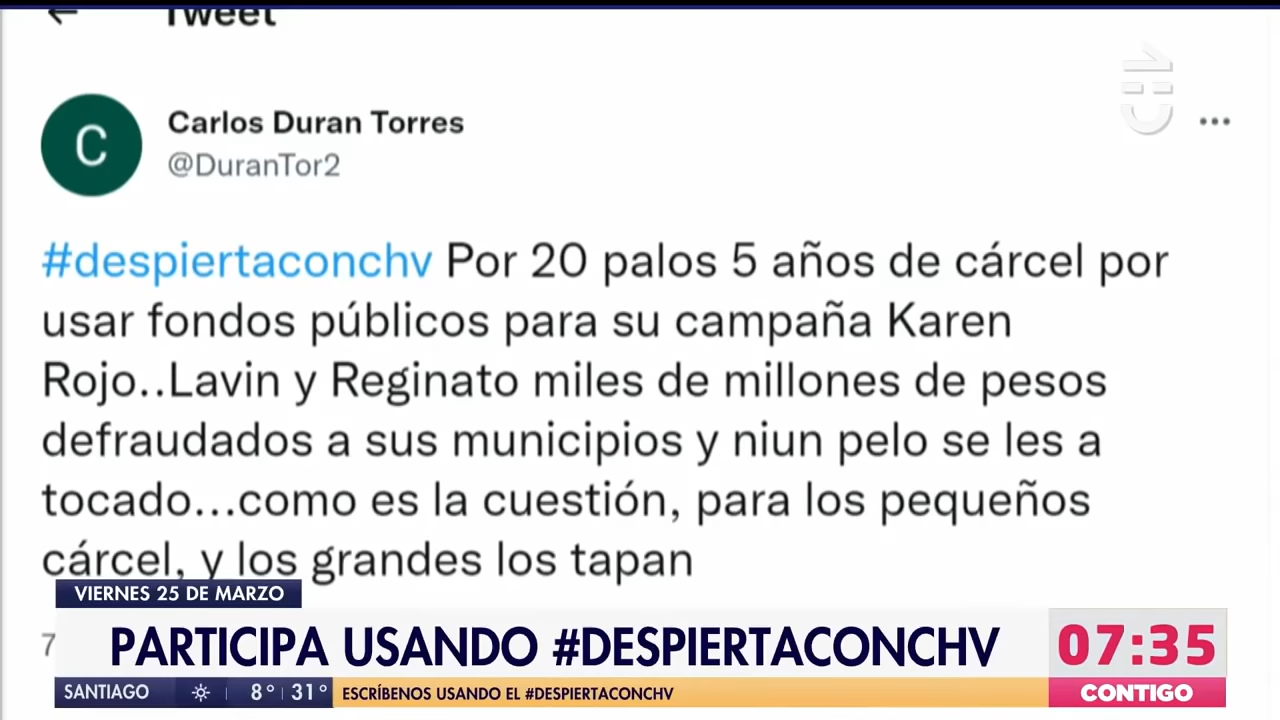 Tweet
C
Carlos Duran Torres
@DuranTor2
CHV
#despiertaconchv Por 20 palos 5 años de cárcel por
usar fondos públicos para su campaña Karen
Rojo..Lavin y Reginato miles de millones de pesos
defraudados a sus municipios y niun pelo se les a
tocado...como es la cuestión, para los pequeños
cárcel, y los grandes los tapan
VIERNES 25 DE MARZO
7
PARTICIPA USANDO #DESPIERTACONCHV
07:35
SANTIAGO 8° 31° ESCRÍBENOS USANDO EL #DESPIERTACONCHV
CONTIGO